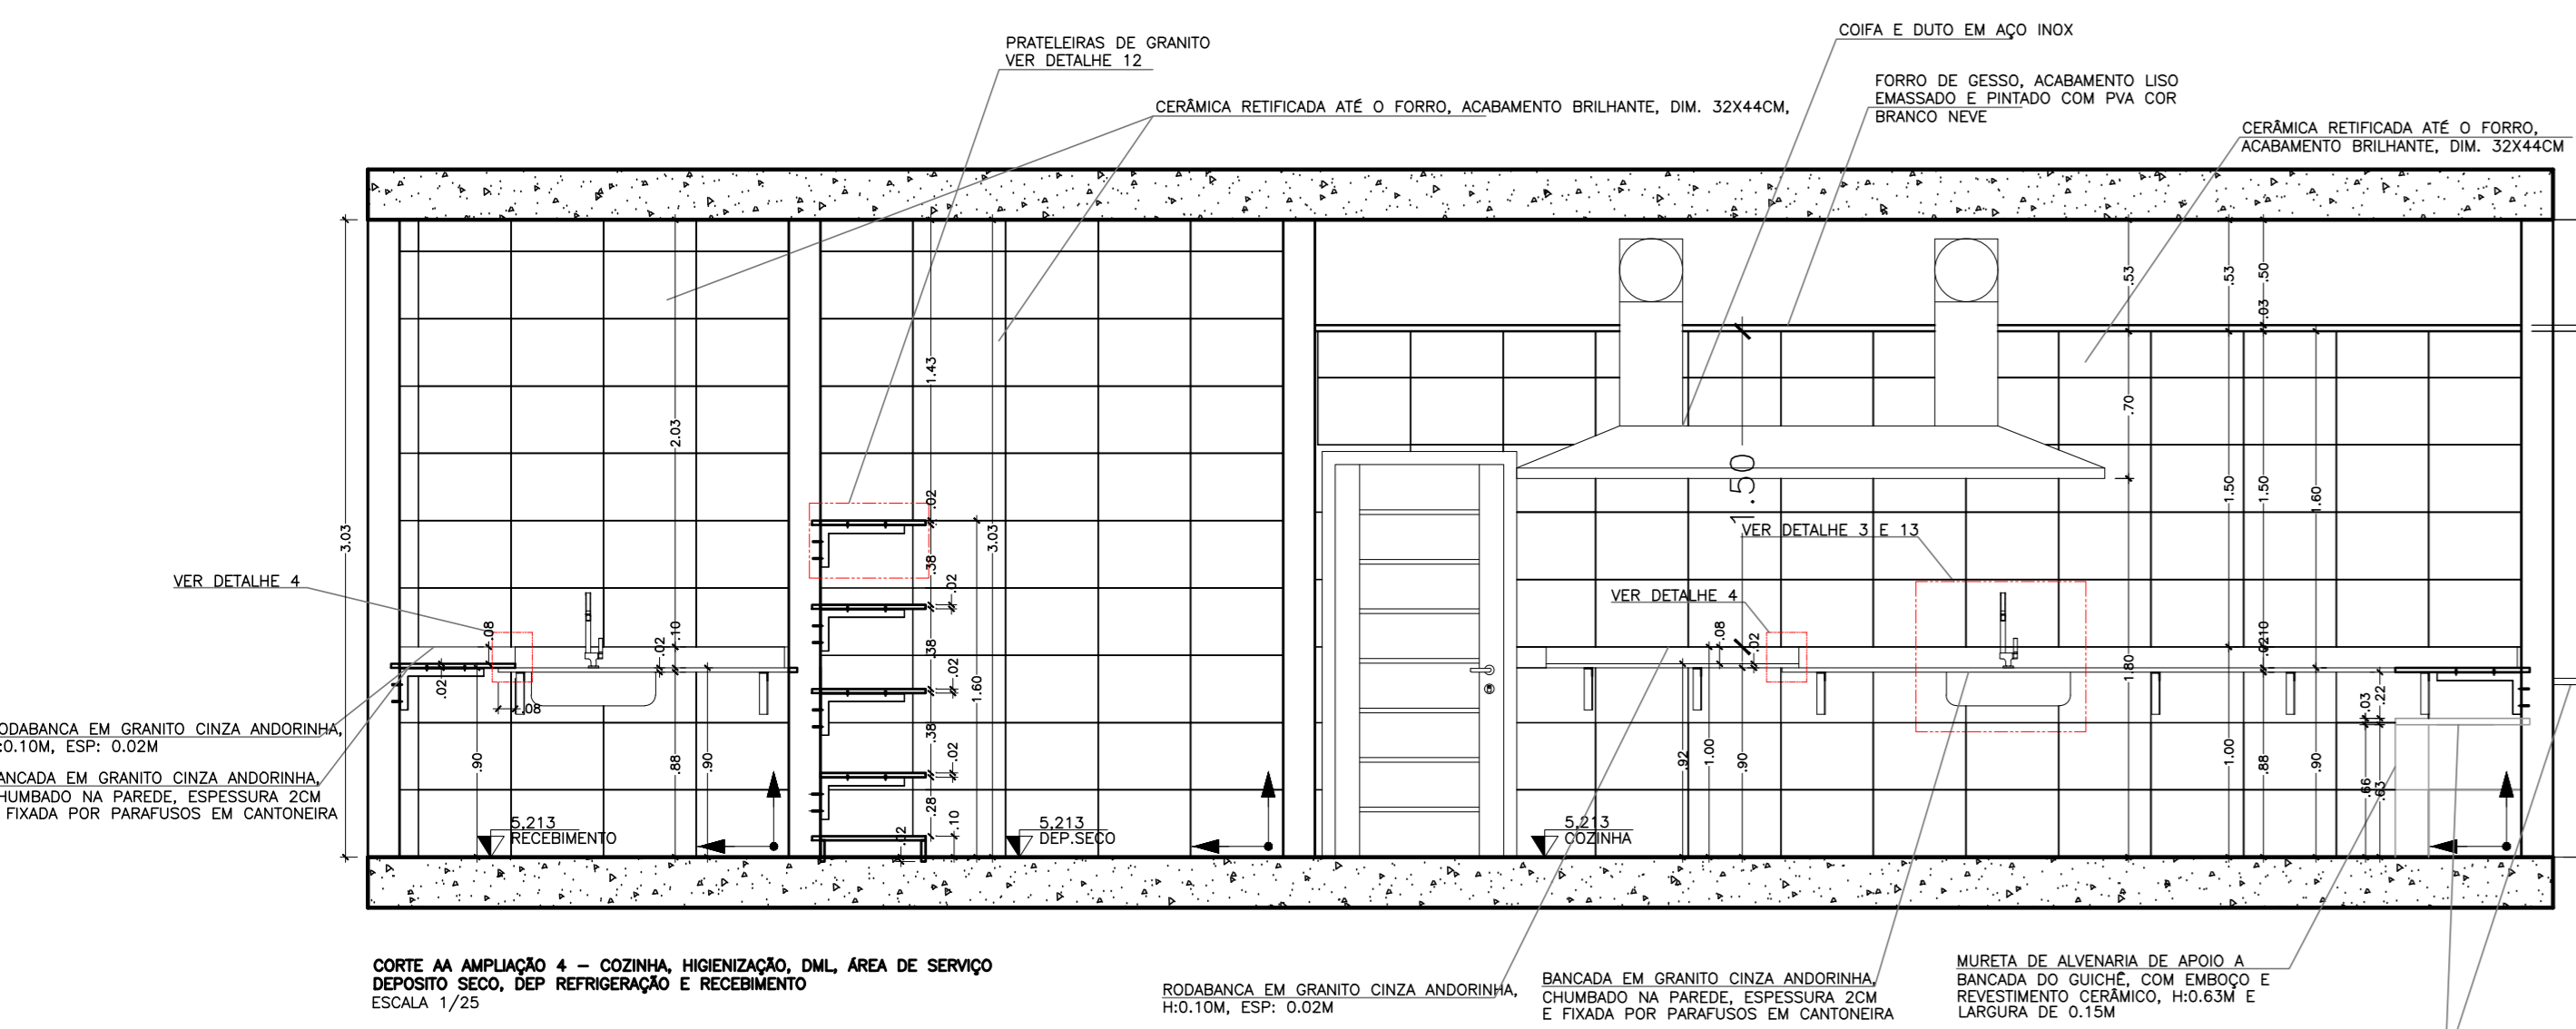 COIFA E DUTO EM AÇO INOX
PRATELEIRAS DE GRANITO
VER DETALHE 12
FORRO DE GESSO, ACABAMENTO LISO
EMASSADO E PINTADO COM PVA COR
BRANCO NEVE
CERÂMICA RETIFICADA ATÉ O FORRO, ACABAMENTO BRILHANTE, DIM. 32X44CM,
CERÂMICA RETIFICADA ATÉ O FORRO,
ACABAMENTO BRILHANTE, DIM. 32X44CM
3.03
2.03
1.43
3.03
.02
.38
.02
.38
.02
.38
.02
.28
.10
.02
1.60
.53
.53
.50
.03
.70
1.50
1.50
1.50
1.60
1.80
VER DETALHE 4
VER DETALHE 3 E 13
VER DETALHE 4
.08
.02
.08
.02
.10
.90
.88
.90
.08
.02
.92
1.00
.90
.02
.10
1.00
.88
.90
.03
.22
.66
.63
ODABANCA EM GRANITO CINZA ANDORINHA,
:0.10M, ESP: 0.02M
ANCADA EM GRANITO CINZA ANDORINHA,
HUMBADO NA PAREDE, ESPESSURA 2CM
FIXADA POR PARAFUSOS EM CANTONEIRA
5,213
RECEBIMENTO
5,213
DEP.SECO
5,213
COZINHA
CORTE AA AMPLIAÇÃO 4 – COZINHA, HIGIENIZAÇÃO, DML, ÁREA DE SERVIÇO
DEPOSITO SECO, DEP REFRIGERAÇÃO E RECEBIMENTO
ESCALA 1/25
RODABANCA EM GRANITO CINZA ANDORINHA,
H:0.10M, ESP: 0.02M
BANCADA EM GRANITO CINZA ANDORINHA,
CHUMBADO NA PAREDE, ESPESSURA 2CM
E FIXADA POR PARAFUSOS EM CANTONEIRA
MURETA DE ALVENARIA DE APOIO A
BANCADA DO GUICHÊ, COM EMBOÇO E
REVESTIMENTO CERÂMICO, H:0.63M E
LARGURA DE 0.15M